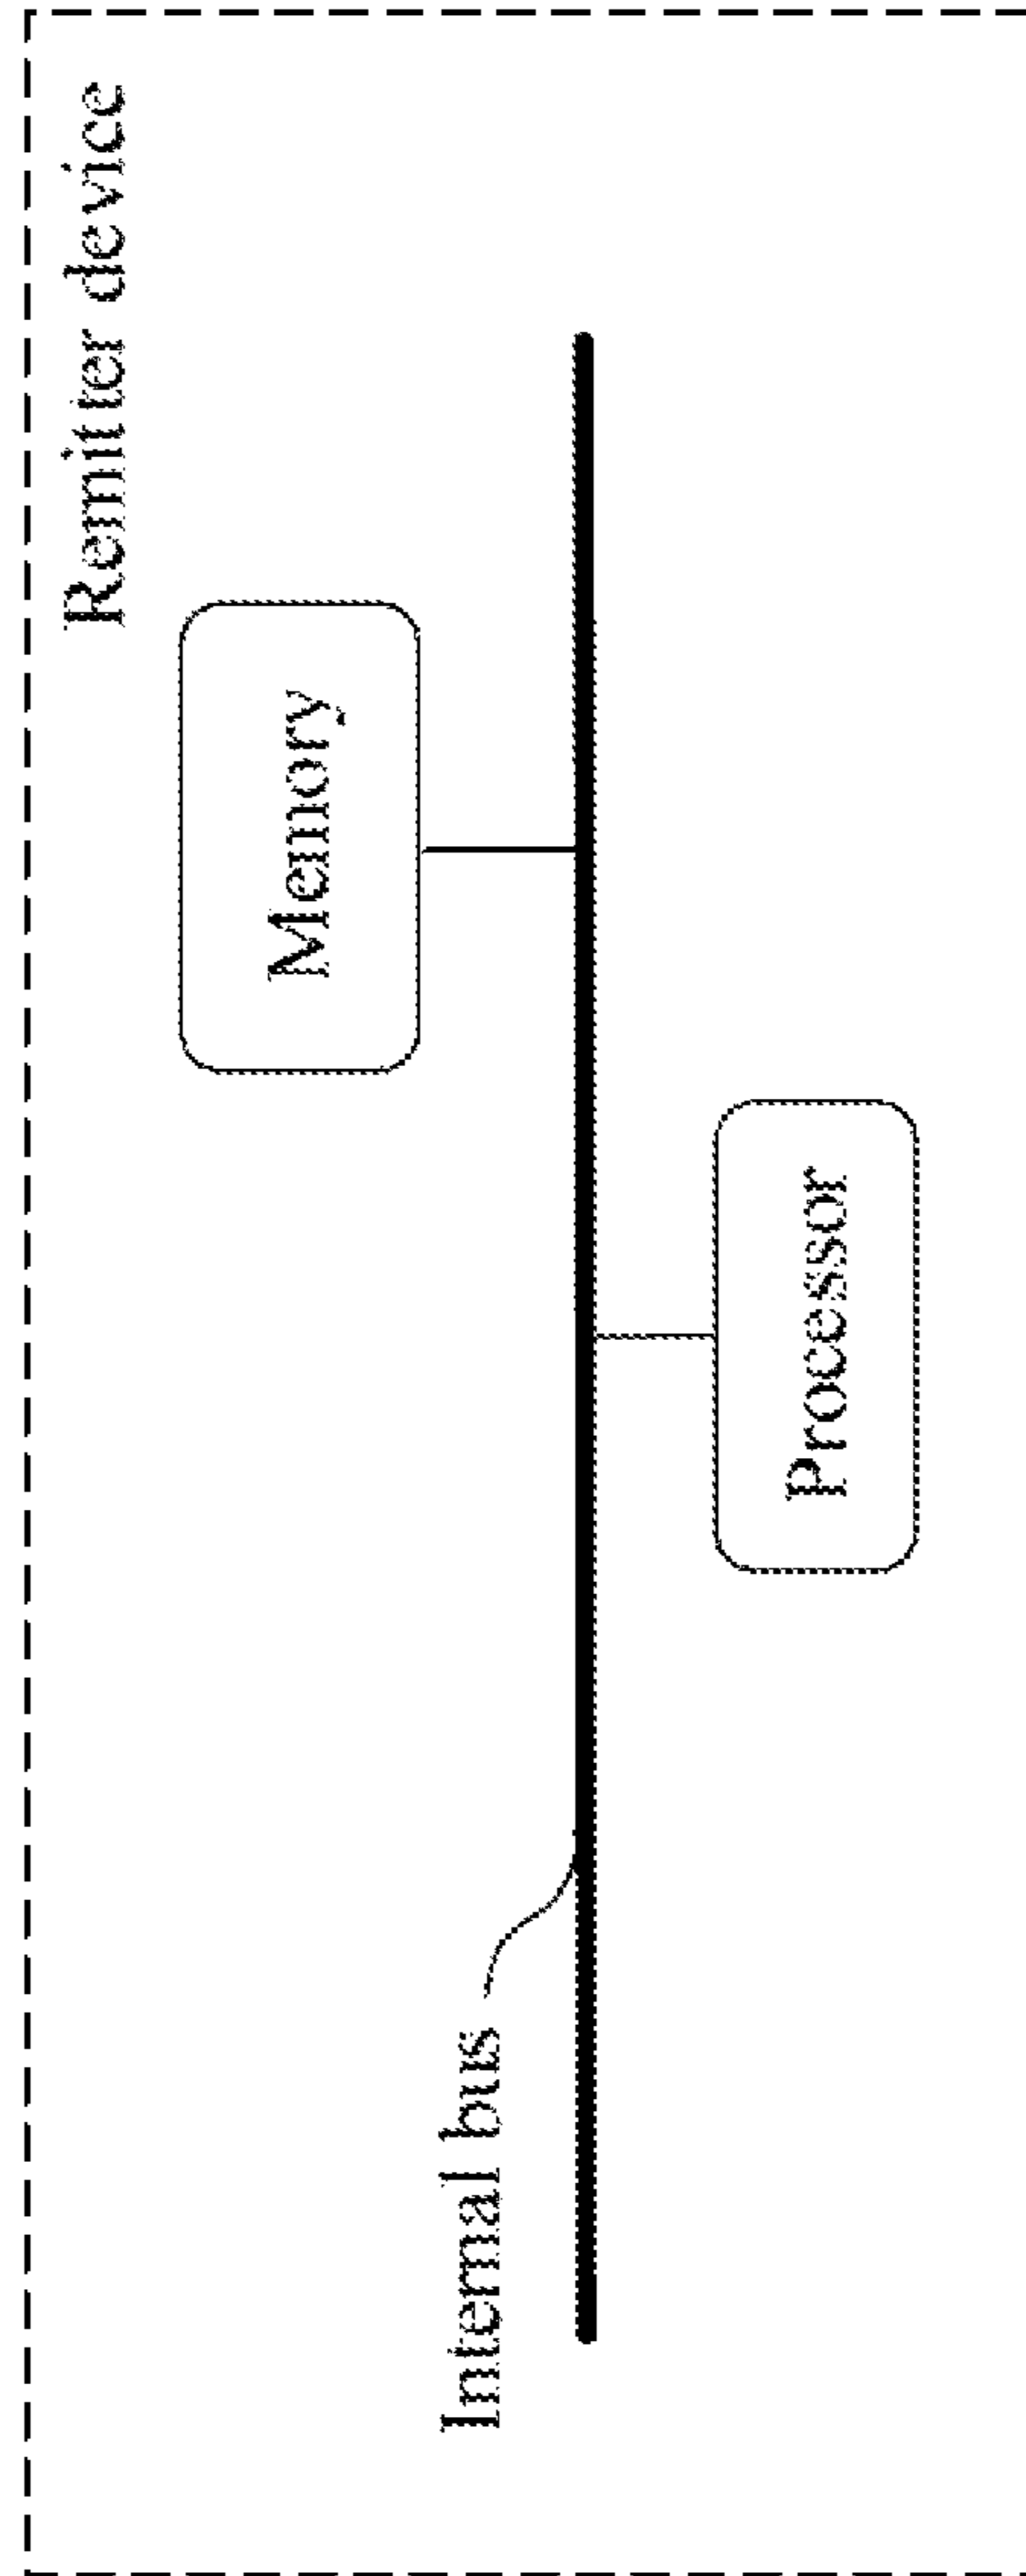 Remitter device
Memory
Internal bus
Processor